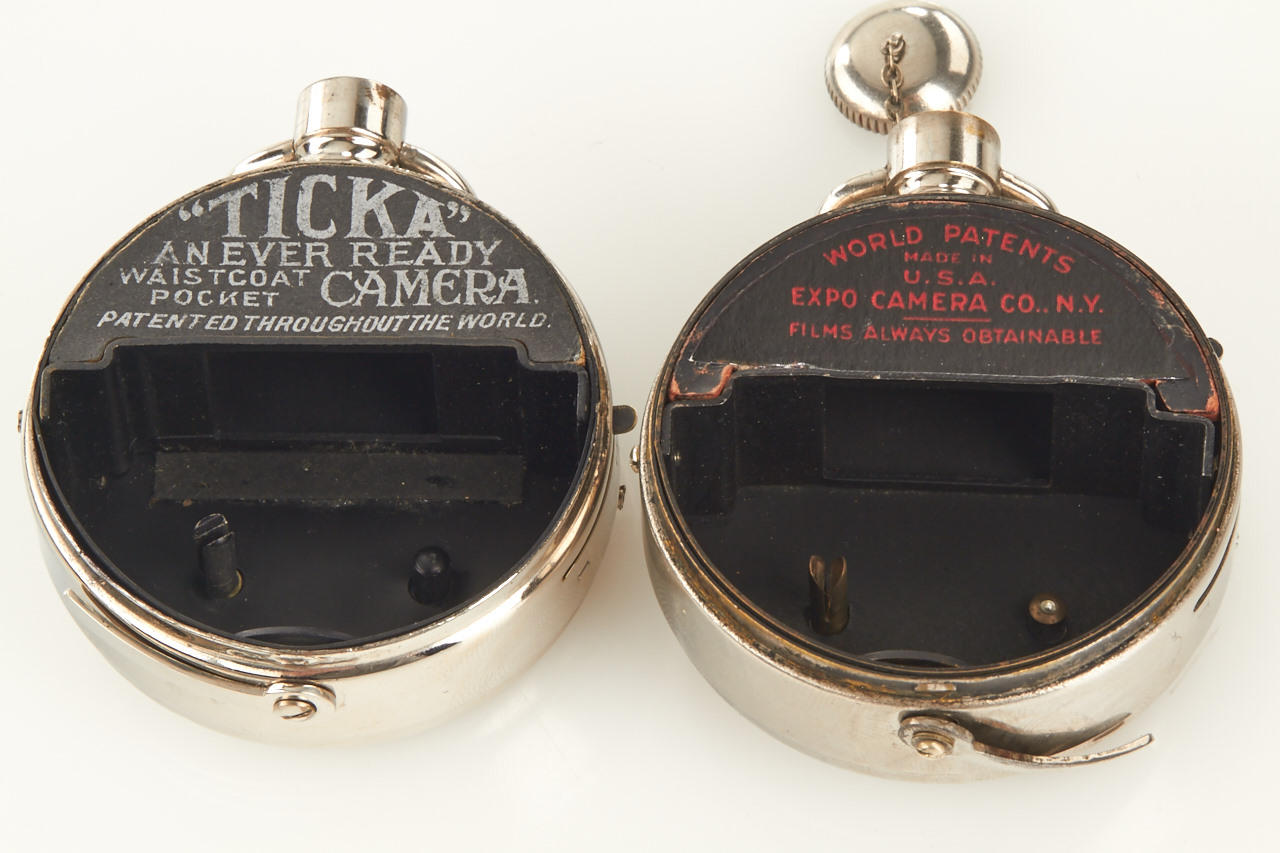 "TICKA"
AN EVER READY
WAISTCOAT POCKET CAMERA.
PATENTED THROUGHOUT THE WORLD.
WORLD PATENTS
MADE IN
U.S.A.
EXPO CAMERA CO., N.Y.
FILMS ALWAYS OBTAINABLE